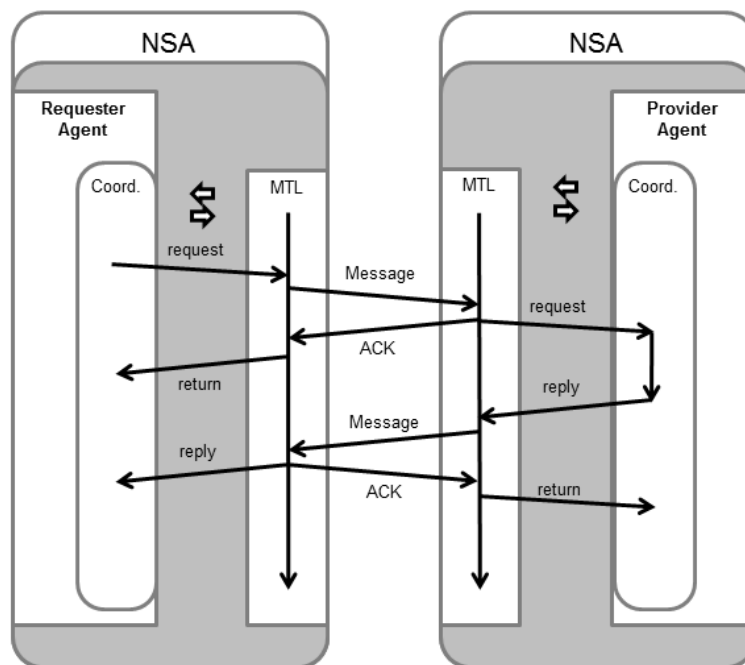 NSA
NSA
Requester
Agent
Provider
Agent
Coord.
MTL
MTL
Coord.
request
Message
request
ACK
return
reply
Message
reply
ACK
return